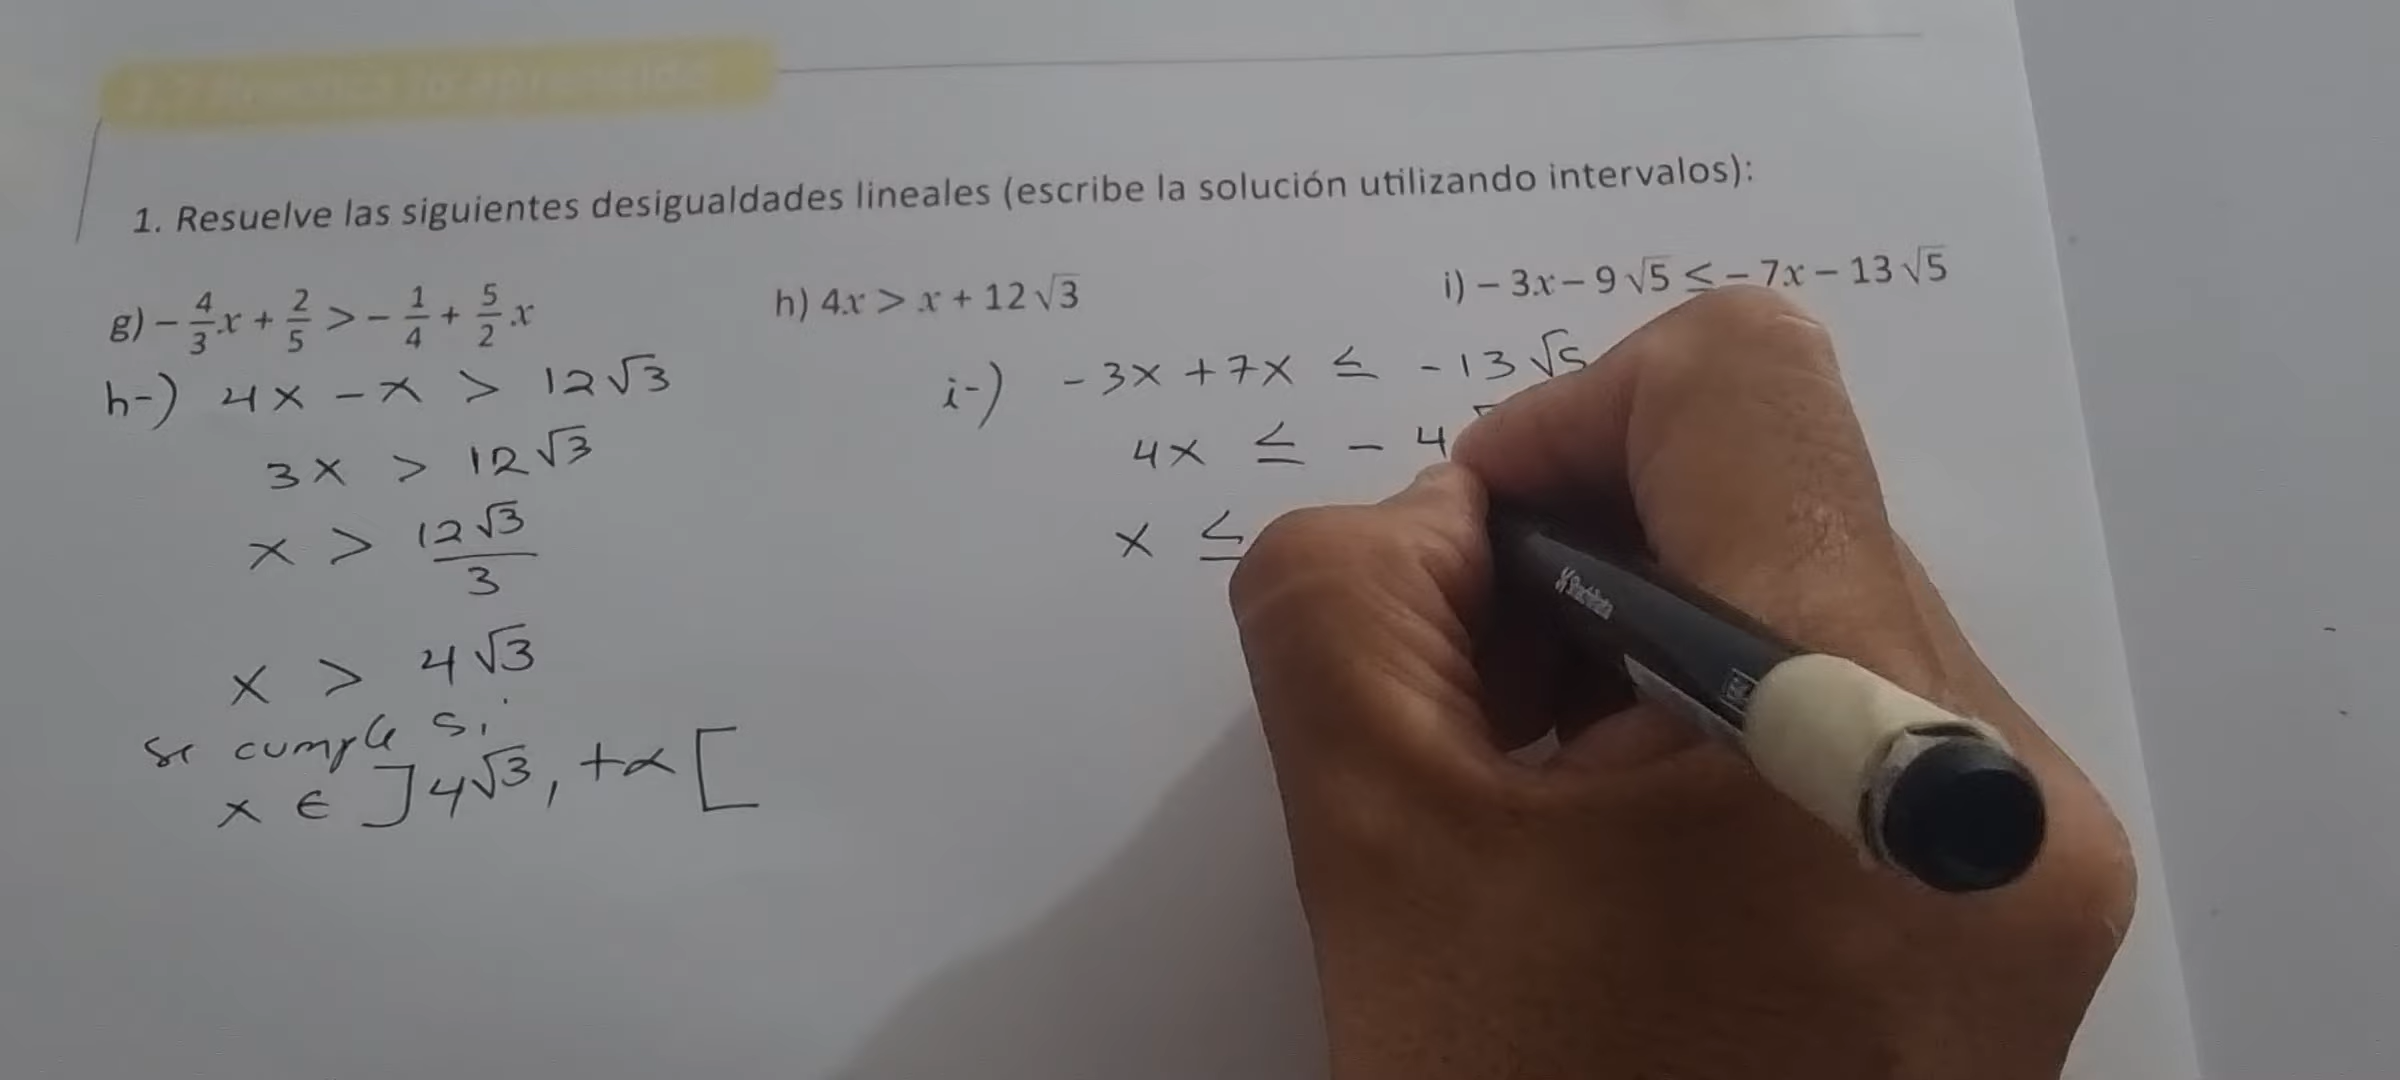 1. Resuelve las siguientes desigualdades lineales (escribe la solución utilizando intervalos):
g) − 4/3 x + 2/5 > − 1/4 + 5/2 x
h) 4x > x + 12 √3
i) − 3x − 9 √5 ≤ − 7x − 13 √5
h-) 4x − x > 12√3
3x > 12√3
x > 12√3/3
x > 4√3
se cumple si
x ∈ ]4√3, +∝[
i-) - 3x + 7x ≤ - 13√5
4x ≤ - 4
x ≤